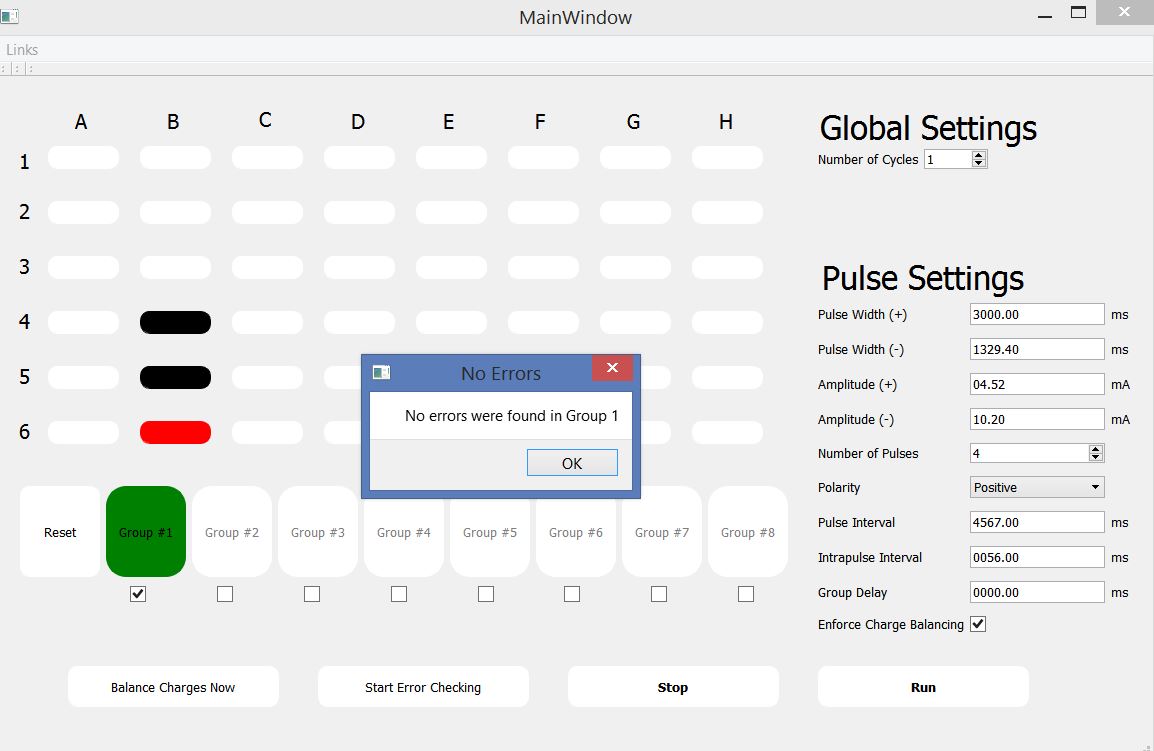 MainWindow
Links
A B C D E F G H
Global Settings
1
Number of Cycles 1
2
3
Pulse Settings
4
Pulse Width (+) 3000.00 ms
Pulse Width (-) 1329.40 ms
5
Amplitude (+) 04.52 mA
No Errors
No errors were found in Group 1
OK
Amplitude (-) 10.20 mA
6
Number of Pulses 4
Polarity Positive
Pulse Interval 4567.00 ms
Reset Group #1 Group #2 Group #3 Group #4 Group #5 Group #6 Group #7 Group #8
Intrapulse Interval 0056.00 ms
Group Delay 0000.00 ms
Enforce Charge Balancing
Balance Charges Now Start Error Checking Stop Run